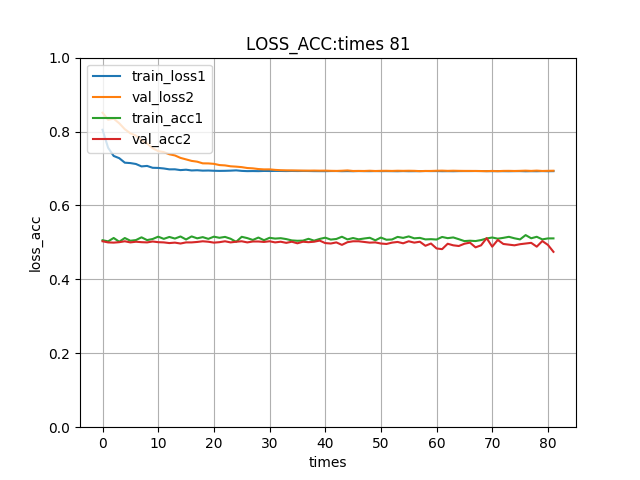 LOSS_ACC:times 81
1.0
0.8
0.6
0.4
0.2
0.0
loss_acc
train_loss1
val_loss2
train_acc1
val_acc2
0 10 20 30 40 50 60 70 80
times